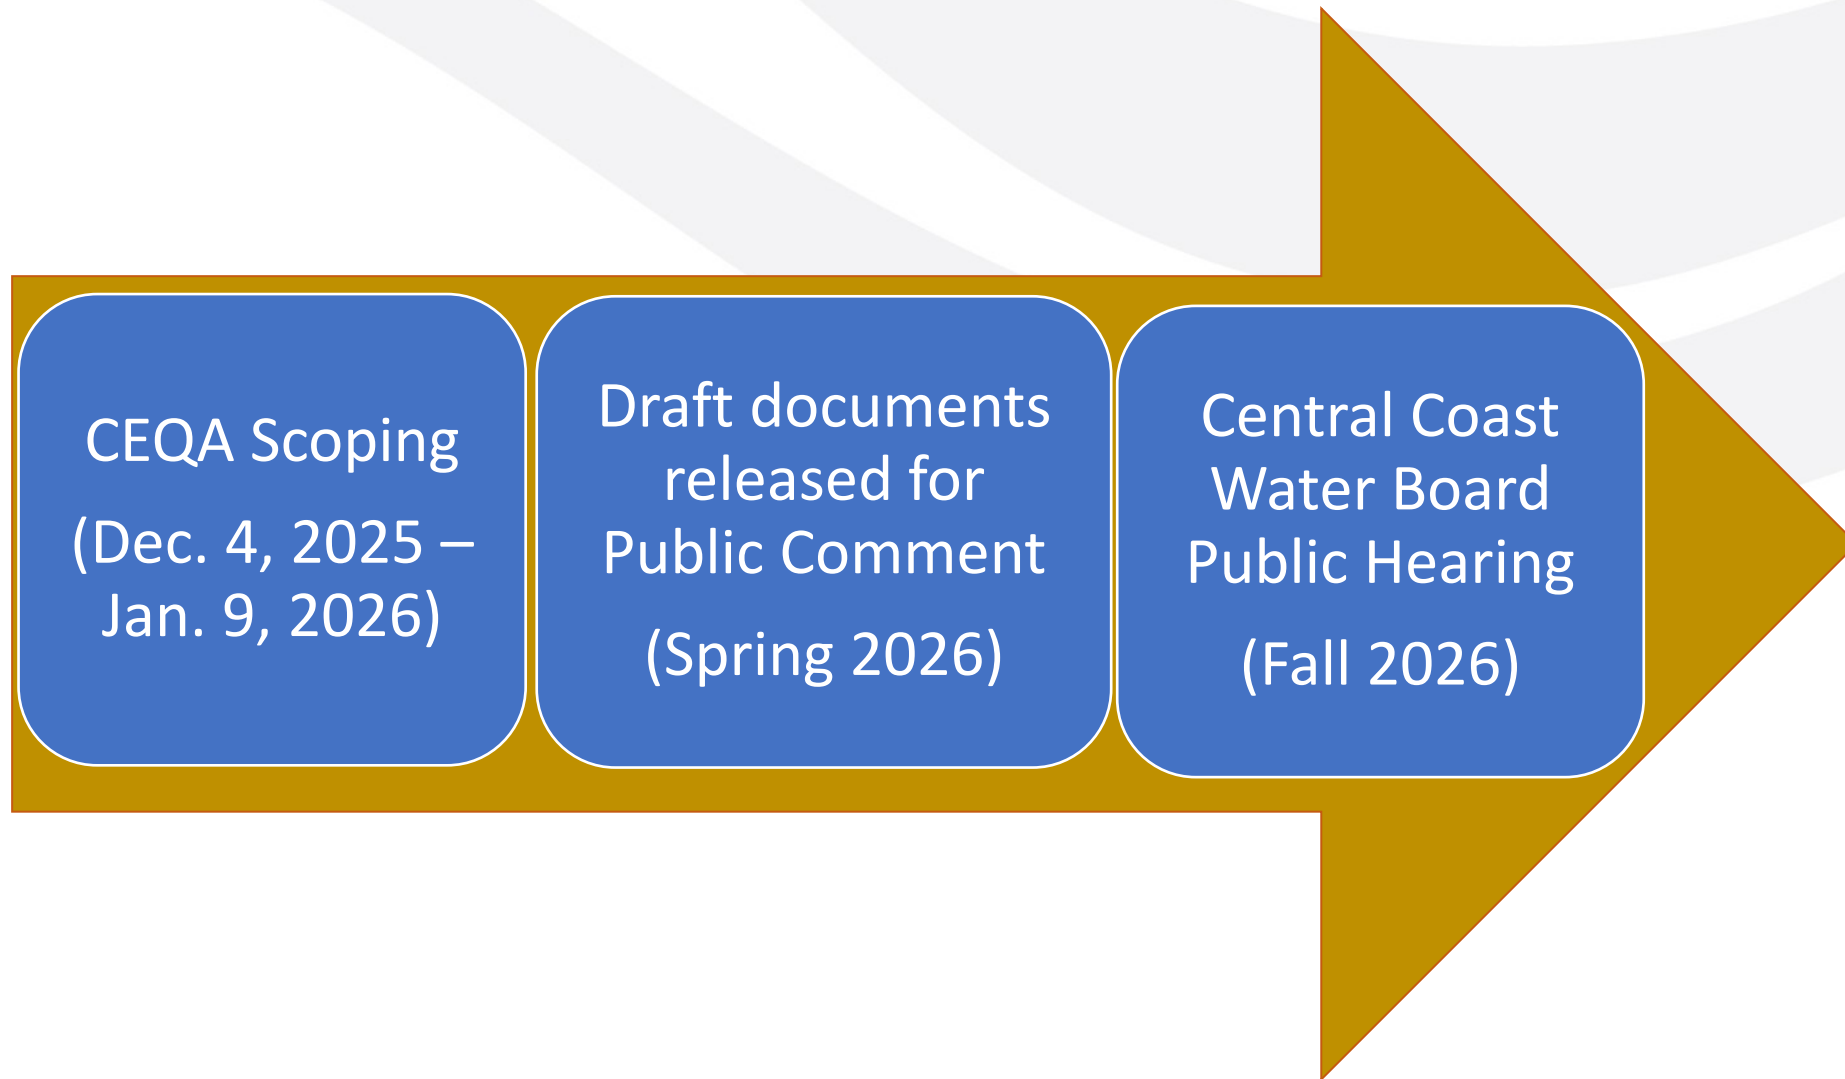 CEQA Scoping
(Dec. 4, 2025 –
Jan. 9, 2026)
Draft documents
released for
Public Comment
(Spring 2026)
Central Coast
Water Board
Public Hearing
(Fall 2026)